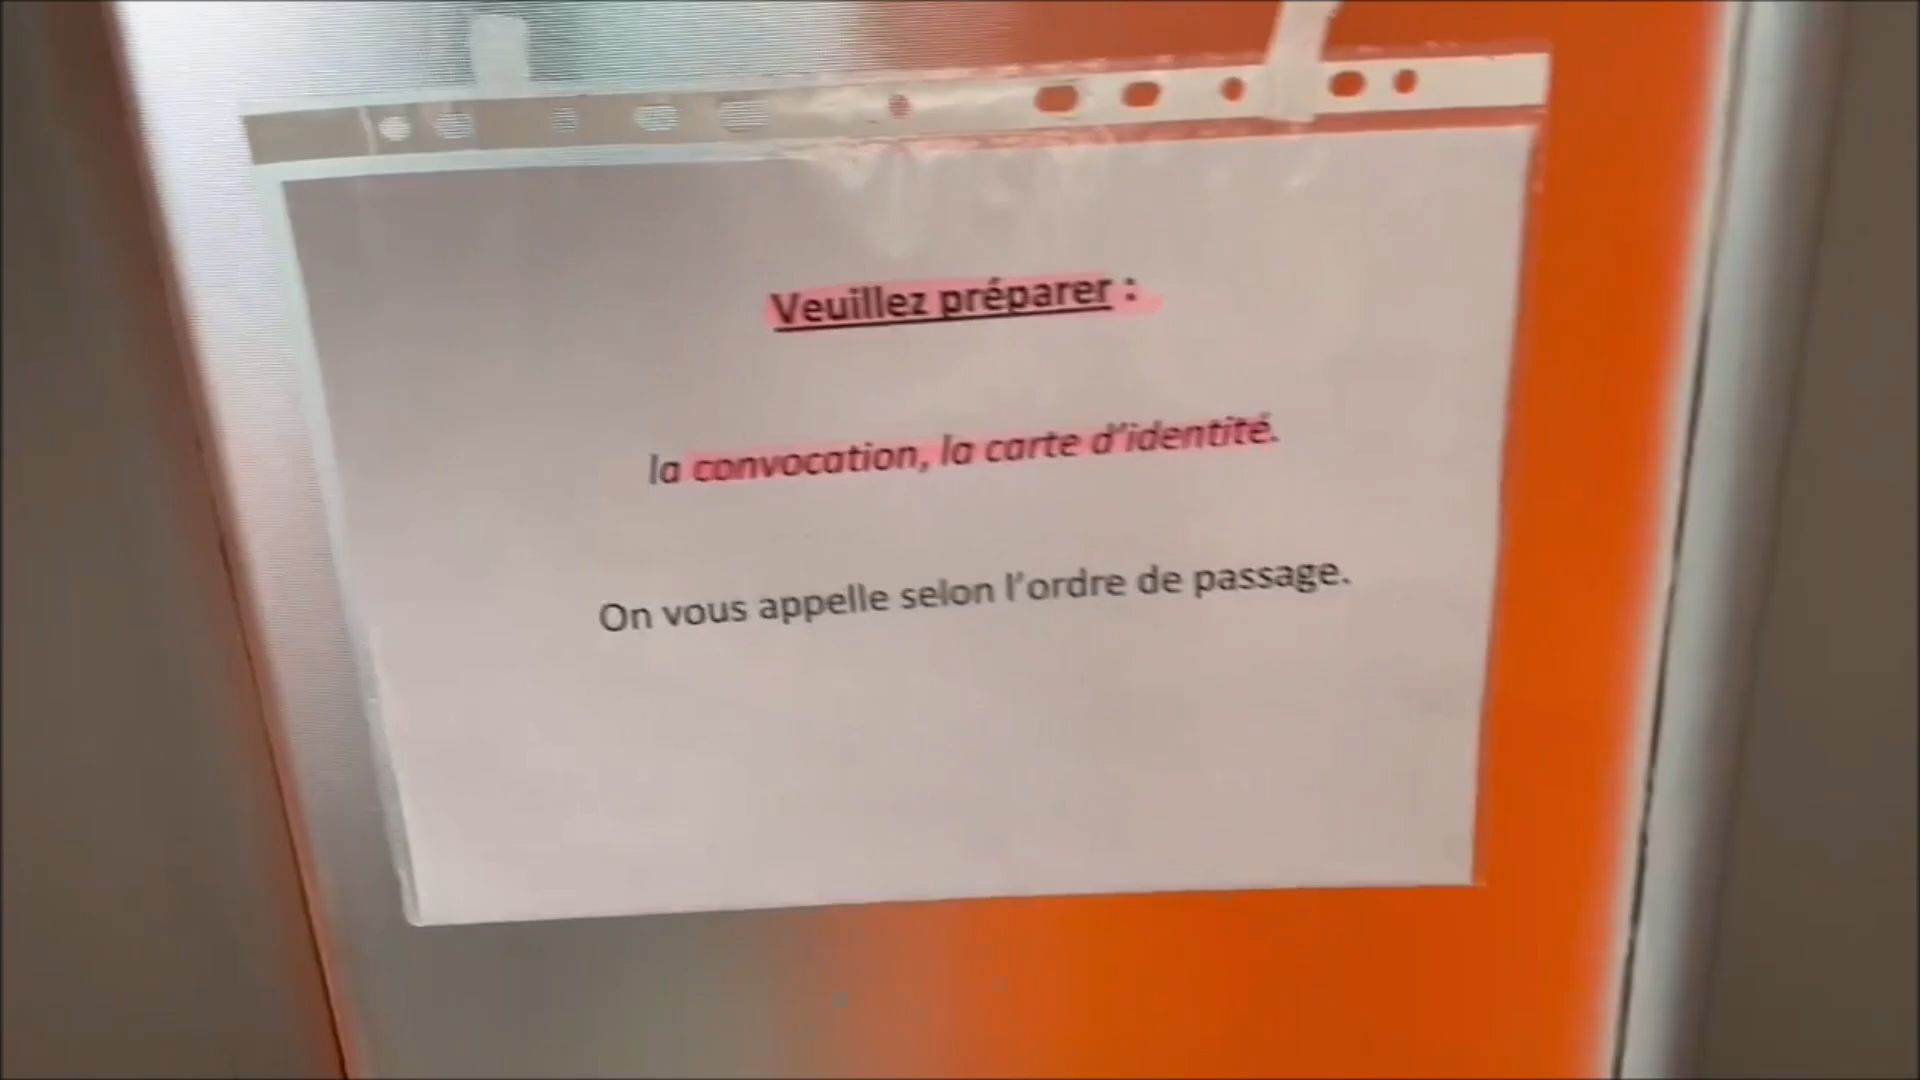 Veuillez préparer :
la convocation, la carte d'identité.
On vous appelle selon l'ordre de passage.